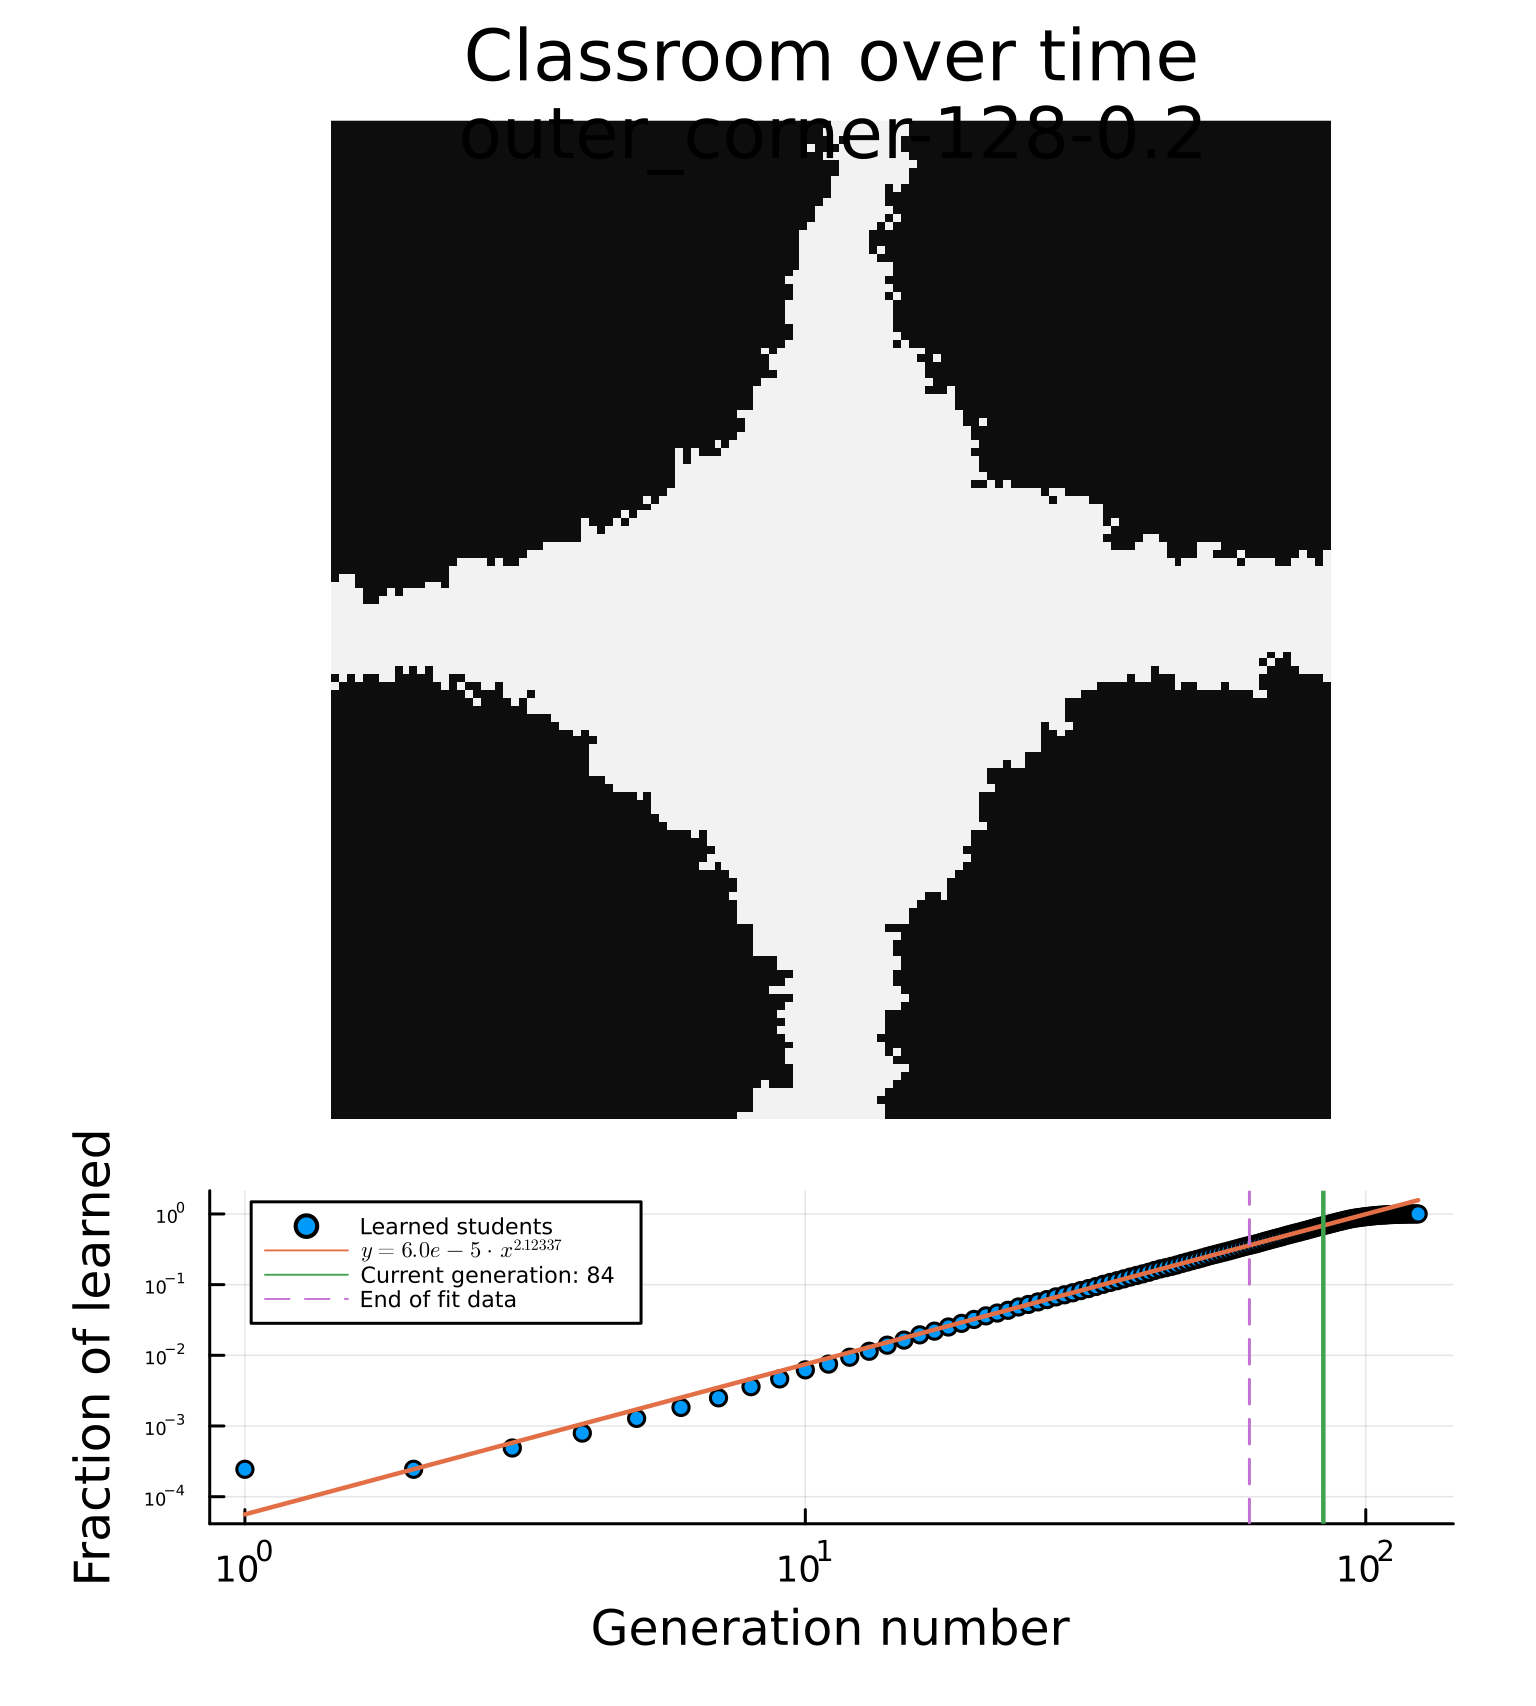 Classroom over time
outer_corner-128-0.2
Fraction of learned
10^0
10^-1
10^-2
10^-3
10^-4
Learned students
y = 6.0e − 5 · x^2.12337
Current generation: 84
End of fit data
10^0 10^1 10^2
Generation number